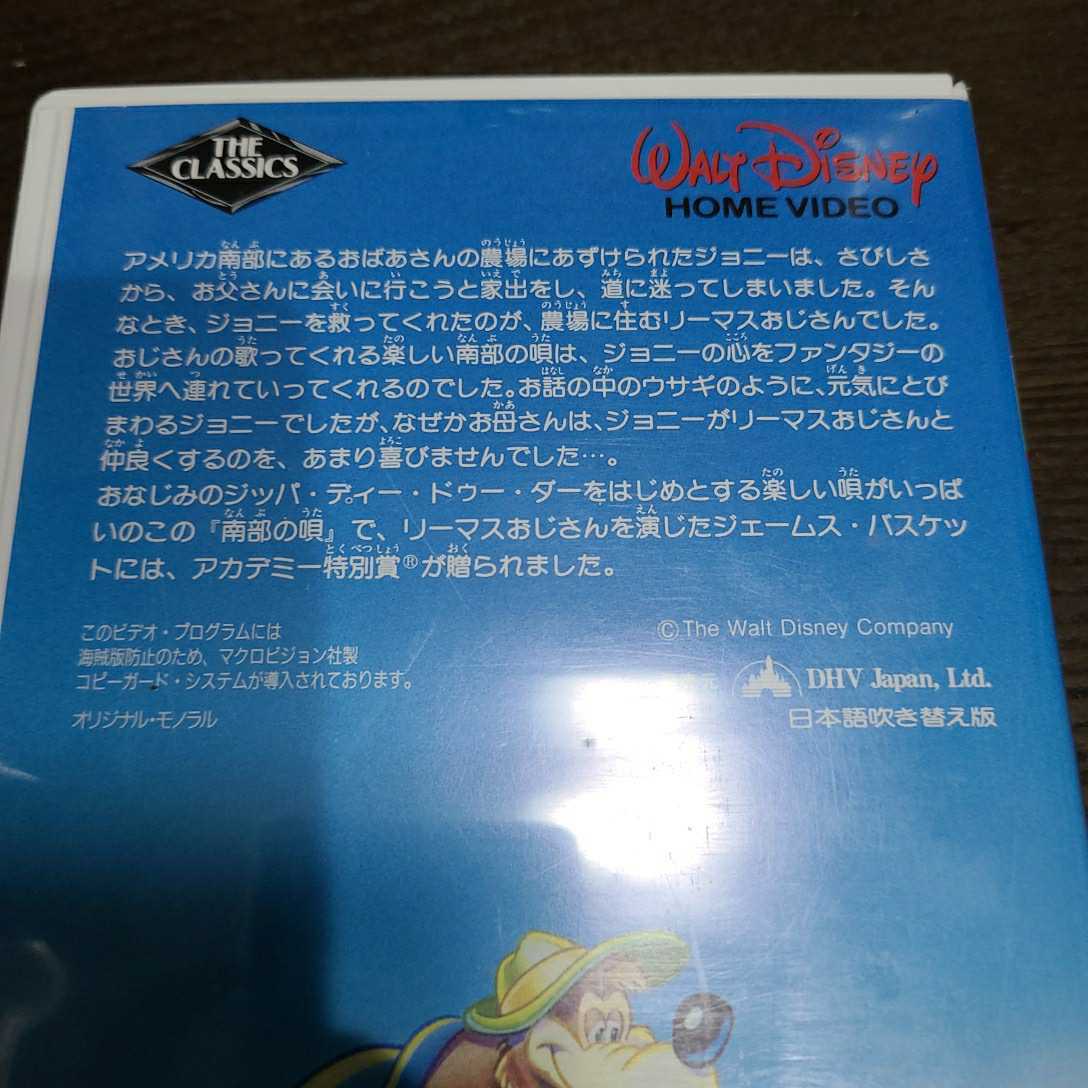 THE
CLASSICS
WALT DISNEY
HOME VIDEO
アメリカ南部にあるおばあさんの農場にあずけられたジョニーは、さびしさ
から、お父さんに会いに行こうと家出をし、道に迷ってしまいました。そん
なとき、ジョニーを救ってくれたのが、農場に住むリーマスおじさんでした。
おじさんの歌ってくれる楽しい南部の唄は、ジョニーの心をファンタジーの
世界へ連れていってくれるのでした。お話の中のウサギのように、元気にとび
まわるジョニーでしたが、なぜかお母さんは、ジョニーがリーマスおじさんと
仲良くするのを、あまり喜びませんでした…。
おなじみのジッパ・ディー・ドゥー・ダーをはじめとする楽しい唄がいっぱ
いのこの『南部の唄』で、リーマスおじさんを演じたジェームス・バスケッ
トには、アカデミー特別賞®が贈られました。
このビデオ・プログラムには
海賊版防止のため、マクロビジョン社製
コピーガード・システムが導入されております。
オリジナル・モノラル
©The Walt Disney Company
元 DHV Japan, Ltd.
日本語吹き替え版